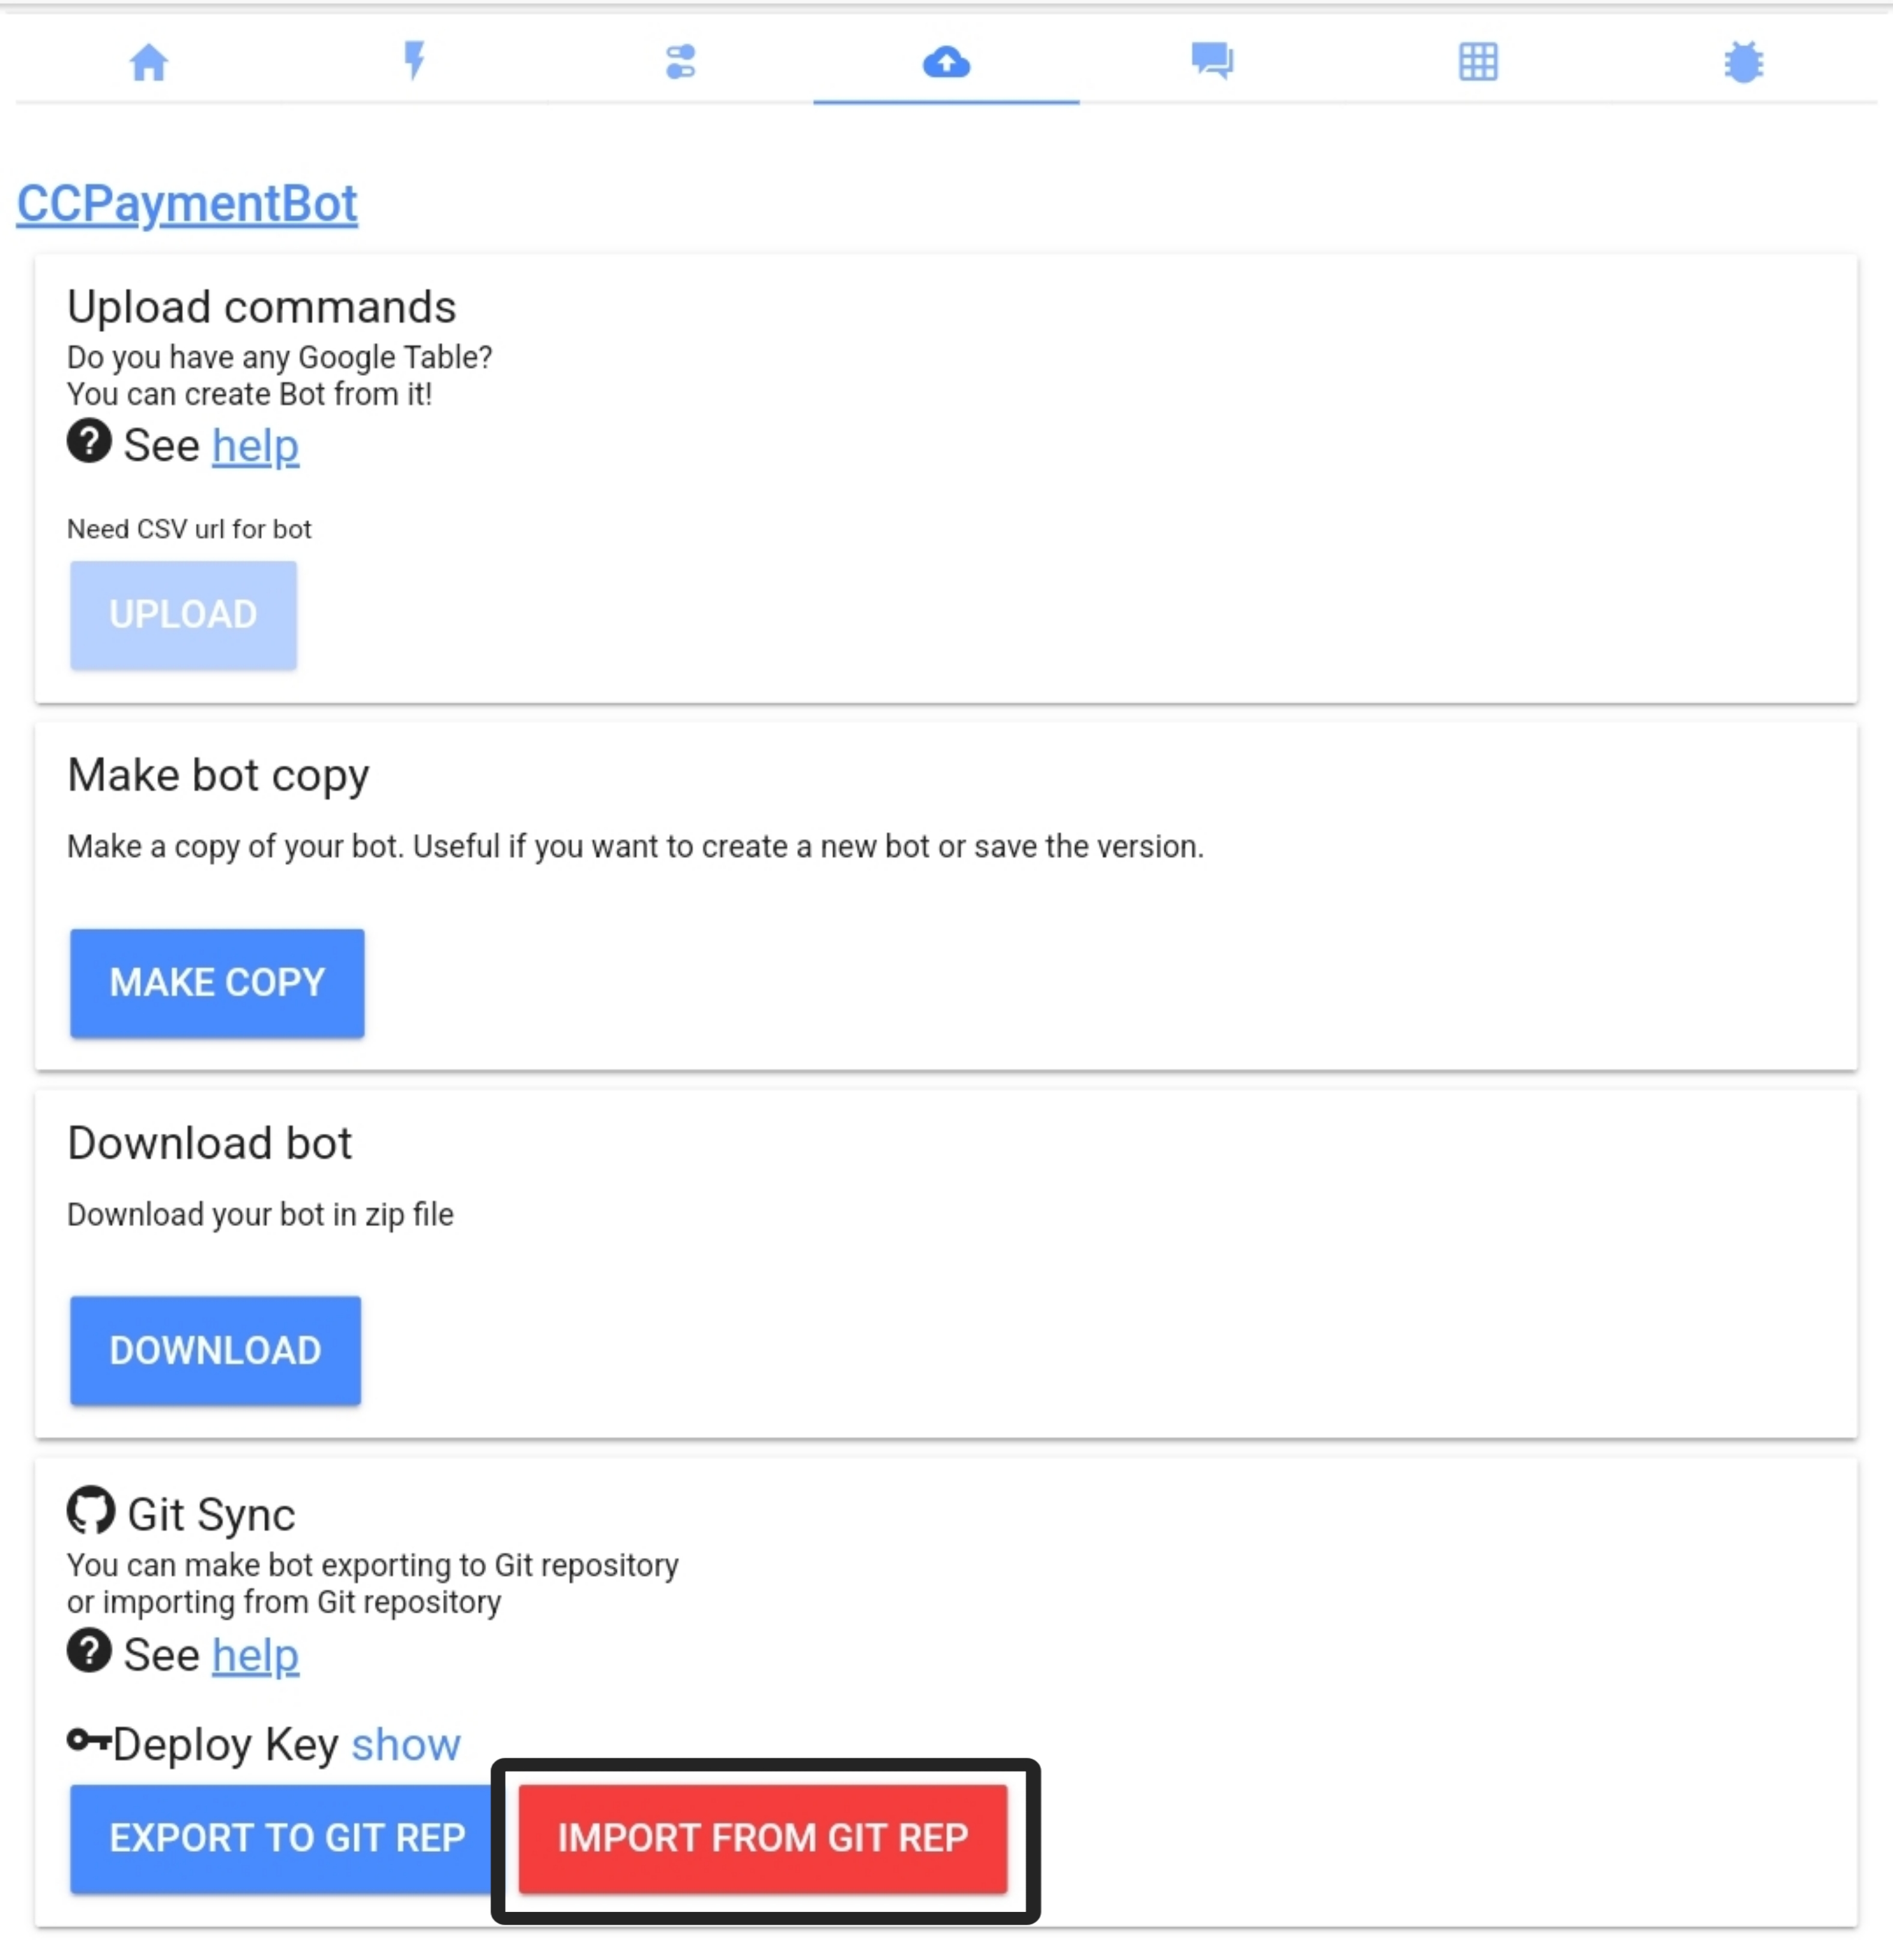 CCPaymentBot
Upload commands
Do you have any Google Table?
You can create Bot from it!
See help
Need CSV url for bot
UPLOAD
Make bot copy
Make a copy of your bot. Useful if you want to create a new bot or save the version.
MAKE COPY
Download bot
Download your bot in zip file
DOWNLOAD
Git Sync
You can make bot exporting to Git repository
or importing from Git repository
See help
Deploy Key show
EXPORT TO GIT REP
IMPORT FROM GIT REP